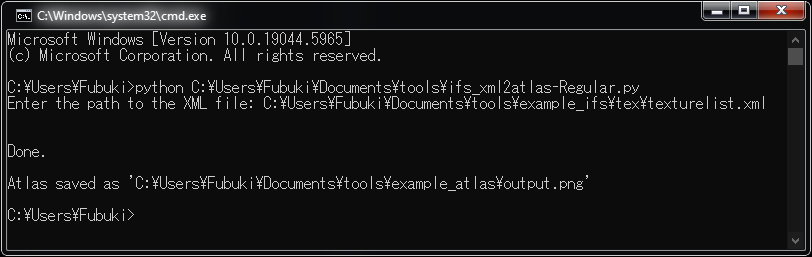 C:\Windows\system32\cmd.exe
Microsoft Windows [Version 10.0.19044.5965]
(c) Microsoft Corporation. All rights reserved.
C:¥Users¥Fubuki>python C:¥Users¥Fubuki¥Documents¥tools¥ifs_xml2atlas-Regular.py
Enter the path to the XML file: C:¥Users¥Fubuki¥Documents¥tools¥example_ifs¥tex¥texturelist.xml
Done.
Atlas saved as 'C:¥Users¥Fubuki¥Documents¥tools¥example_atlas¥output.png'
C:¥Users¥Fubuki>